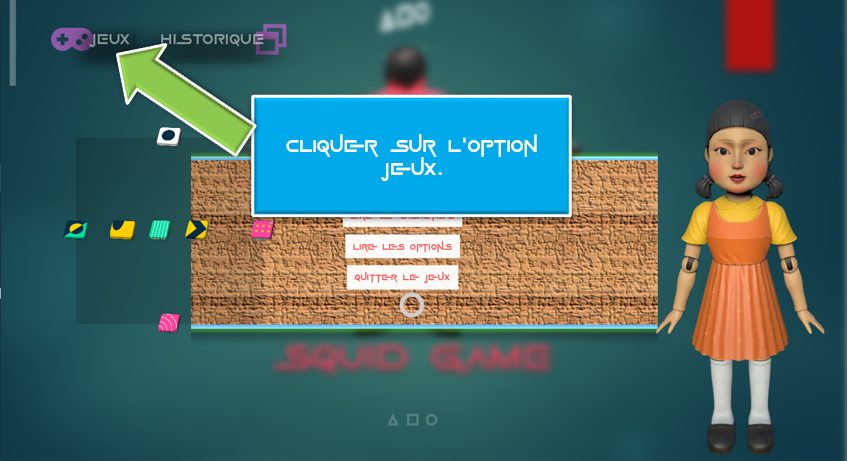 JEUX HISTORIQUE
CLIQUER SUR L'OPTION
JEUX.
LIRE LES OPTIONS
QUITTER LE JEUX
SQUID GAME